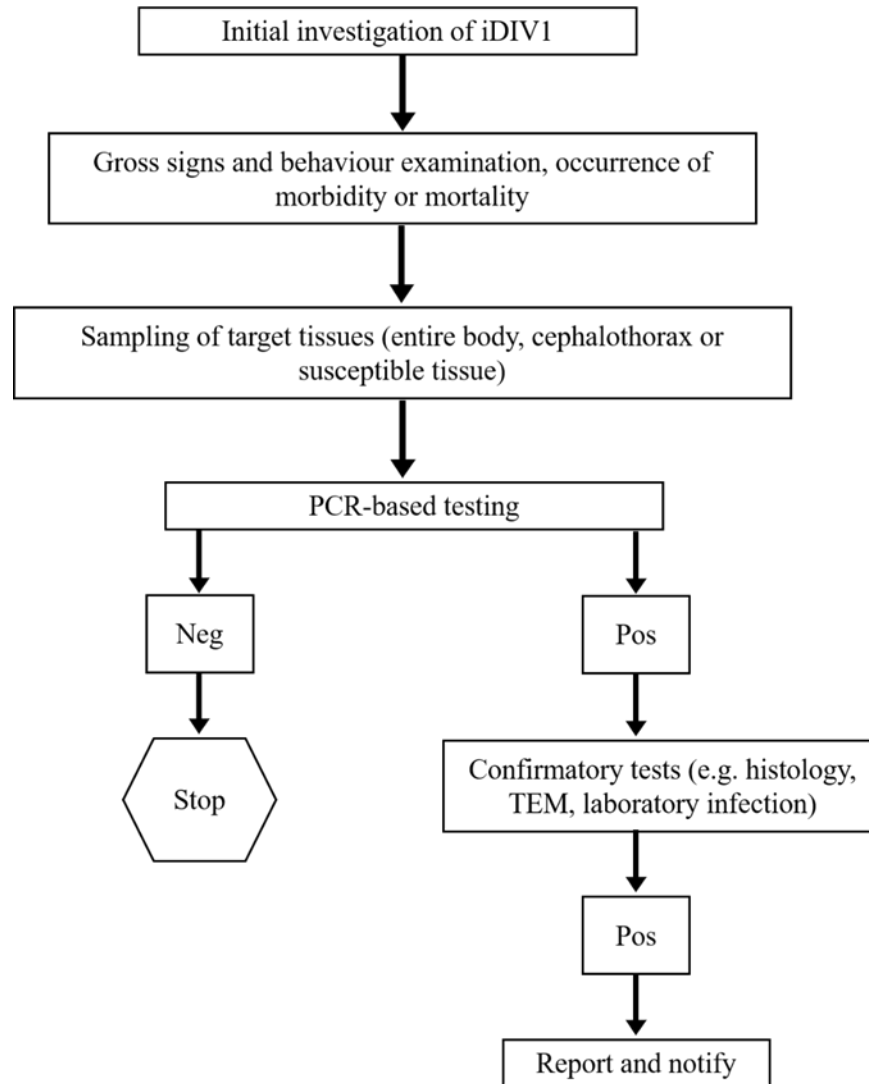 Initial investigation of iDIV1
Gross signs and behaviour examination, occurrence of
morbidity or mortality
Sampling of target tissues (entire body, cephalothorax or
susceptible tissue)
PCR-based testing
Neg
Pos
Stop
Confirmatory tests (e.g. histology,
TEM, laboratory infection)
Pos
Report and notify